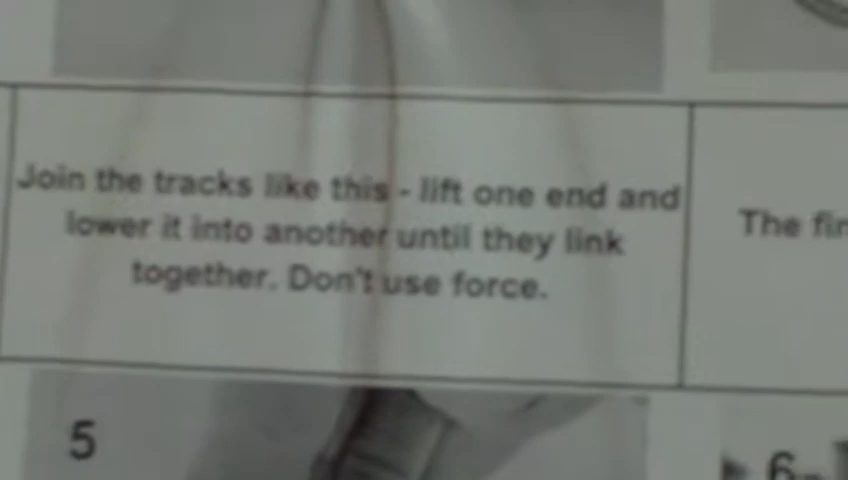 Join the tracks like this - lift one end and
lower it into another until they link
together. Don't use force.
The
5
6